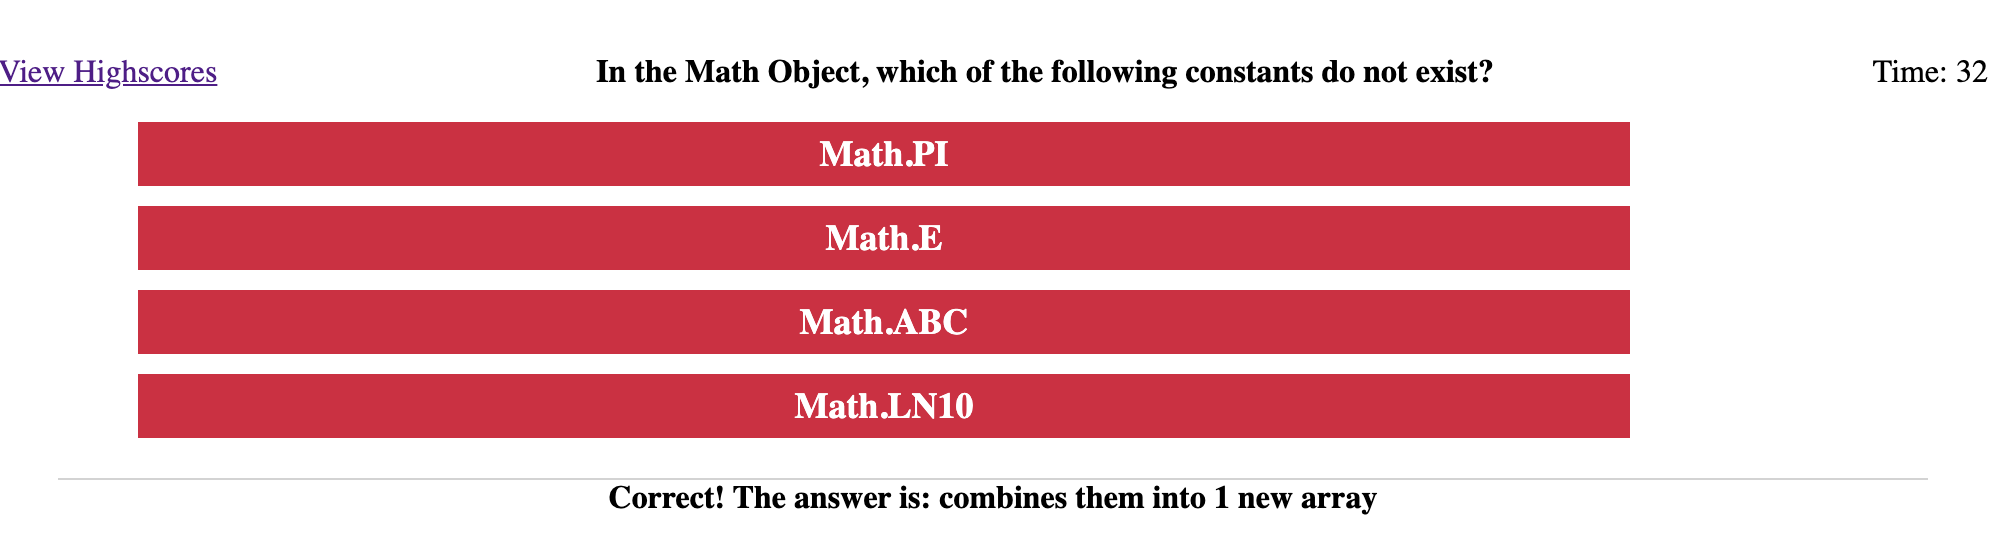 View Highscores
In the Math Object, which of the following constants do not exist?
Time: 32
Math.PI
Math.E
Math.ABC
Math.LN10
Correct! The answer is: combines them into 1 new array